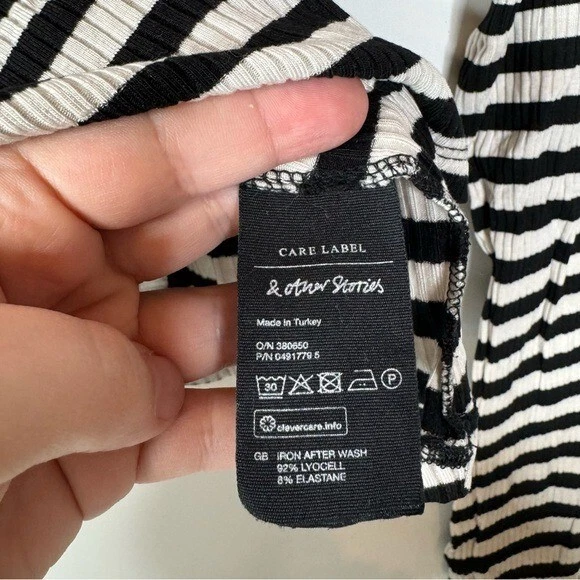 CARE LABEL
& other Stories
Made in Turkey
O/N 380650
P/N 0491779 5
30 P
clevercare.info
GB IRON AFTER WASH
92% LYOCELL
8% ELASTANE